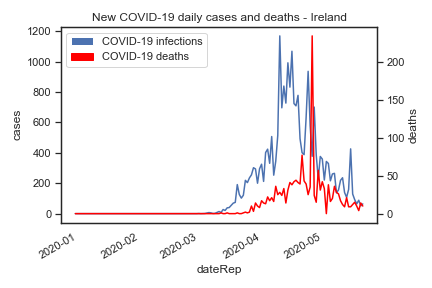 New COVID-19 daily cases and deaths - Ireland
COVID-19 infections
COVID-19 deaths
1200
1000
800
600
400
200
0
cases
200
150
100
50
0
deaths
2020-01
2020-02
2020-03
2020-04
2020-05
dateRep